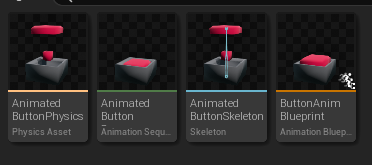 Animated
ButtonPhysics
Physics Asset
Animated
Button
Animation Sequ...
Animated
ButtonSkeleton
Skeleton
ButtonAnim
Blueprint
Animation Bluep...